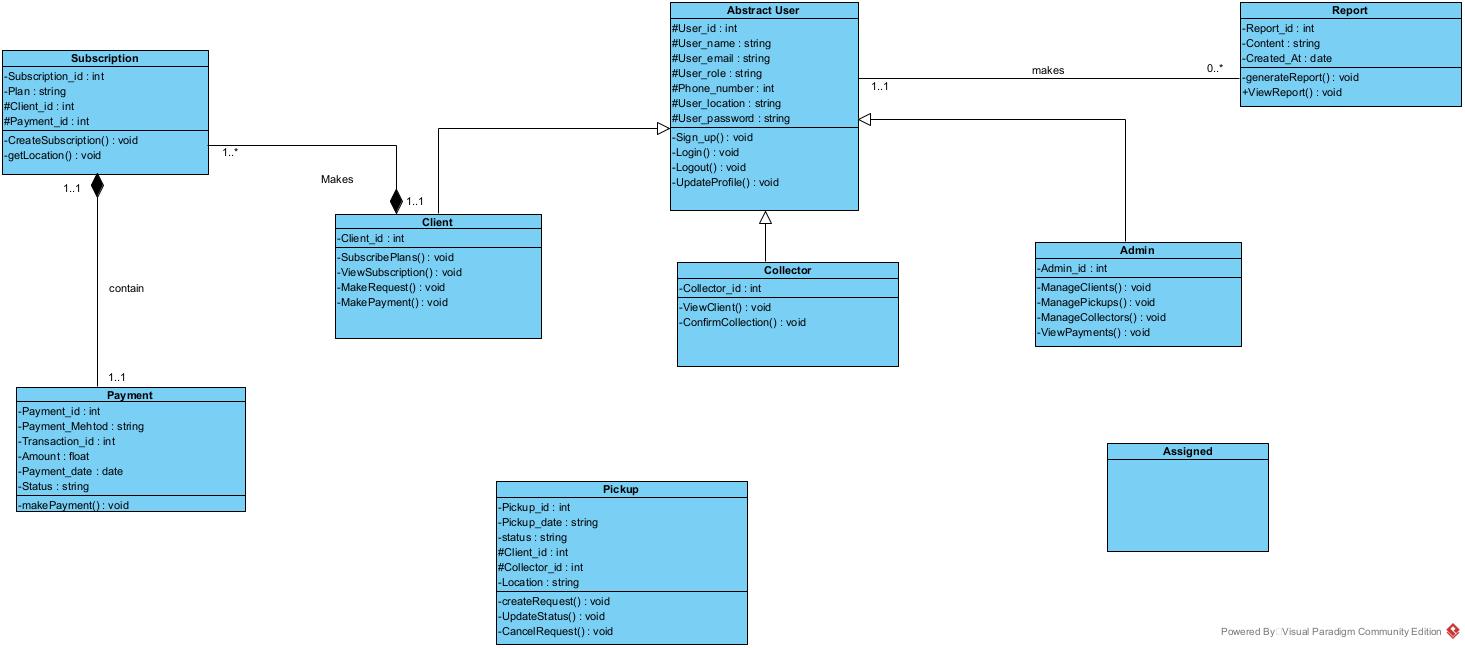 Abstract User
#User_id : int
#User_name : string
#User_email : string
#User_role : string
#Phone_number : int
#User_location : string
#User_password : string
-Sign_up() : void
-Login() : void
-Logout() : void
-UpdateProfile() : void
Report
-Report_id : int
-Content : string
-Created_At : date
-generateReport() : void
+ViewReport() : void
makes
0..*
1..1
Subscription
-Subscription_id : int
-Plan : string
#Client_id : int
#Payment_id : int
-CreateSubscription() : void
-getLocation() : void
1..*
Makes
1..1
1..1
contain
1..1
Client
-Client_id : int
-SubscribePlans() : void
-ViewSubscription() : void
-MakeRequest() : void
-MakePayment() : void
Collector
-Collector_id : int
-ViewClient() : void
-ConfirmCollection() : void
Admin
-Admin_id : int
-ManageClients() : void
-ManagePickups() : void
-ManageCollectors() : void
-ViewPayments() : void
Payment
-Payment_id : int
-Payment_Mehtod : string
-Transaction_id : int
-Amount : float
-Payment_date : date
-Status : string
-makePayment() : void
Pickup
-Pickup_id : int
-Pickup_date : string
-status : string
#Client_id : int
#Collector_id : int
-Location : string
-createRequest() : void
-UpdateStatus() : void
-CancelRequest() : void
Assigned
Powered By: Visual Paradigm Community Edition